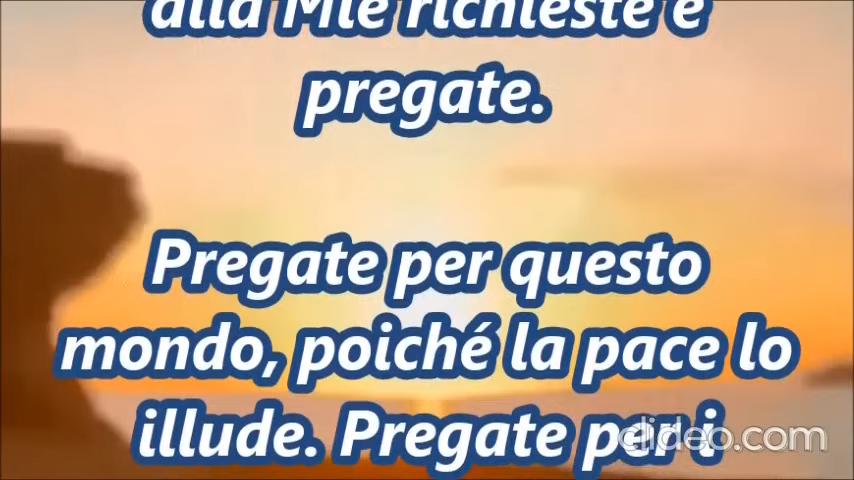 alla Mie richieste e
pregate.
Pregate per questo
mondo, poiché la pace lo
illude. Pregate per i
clideo.com